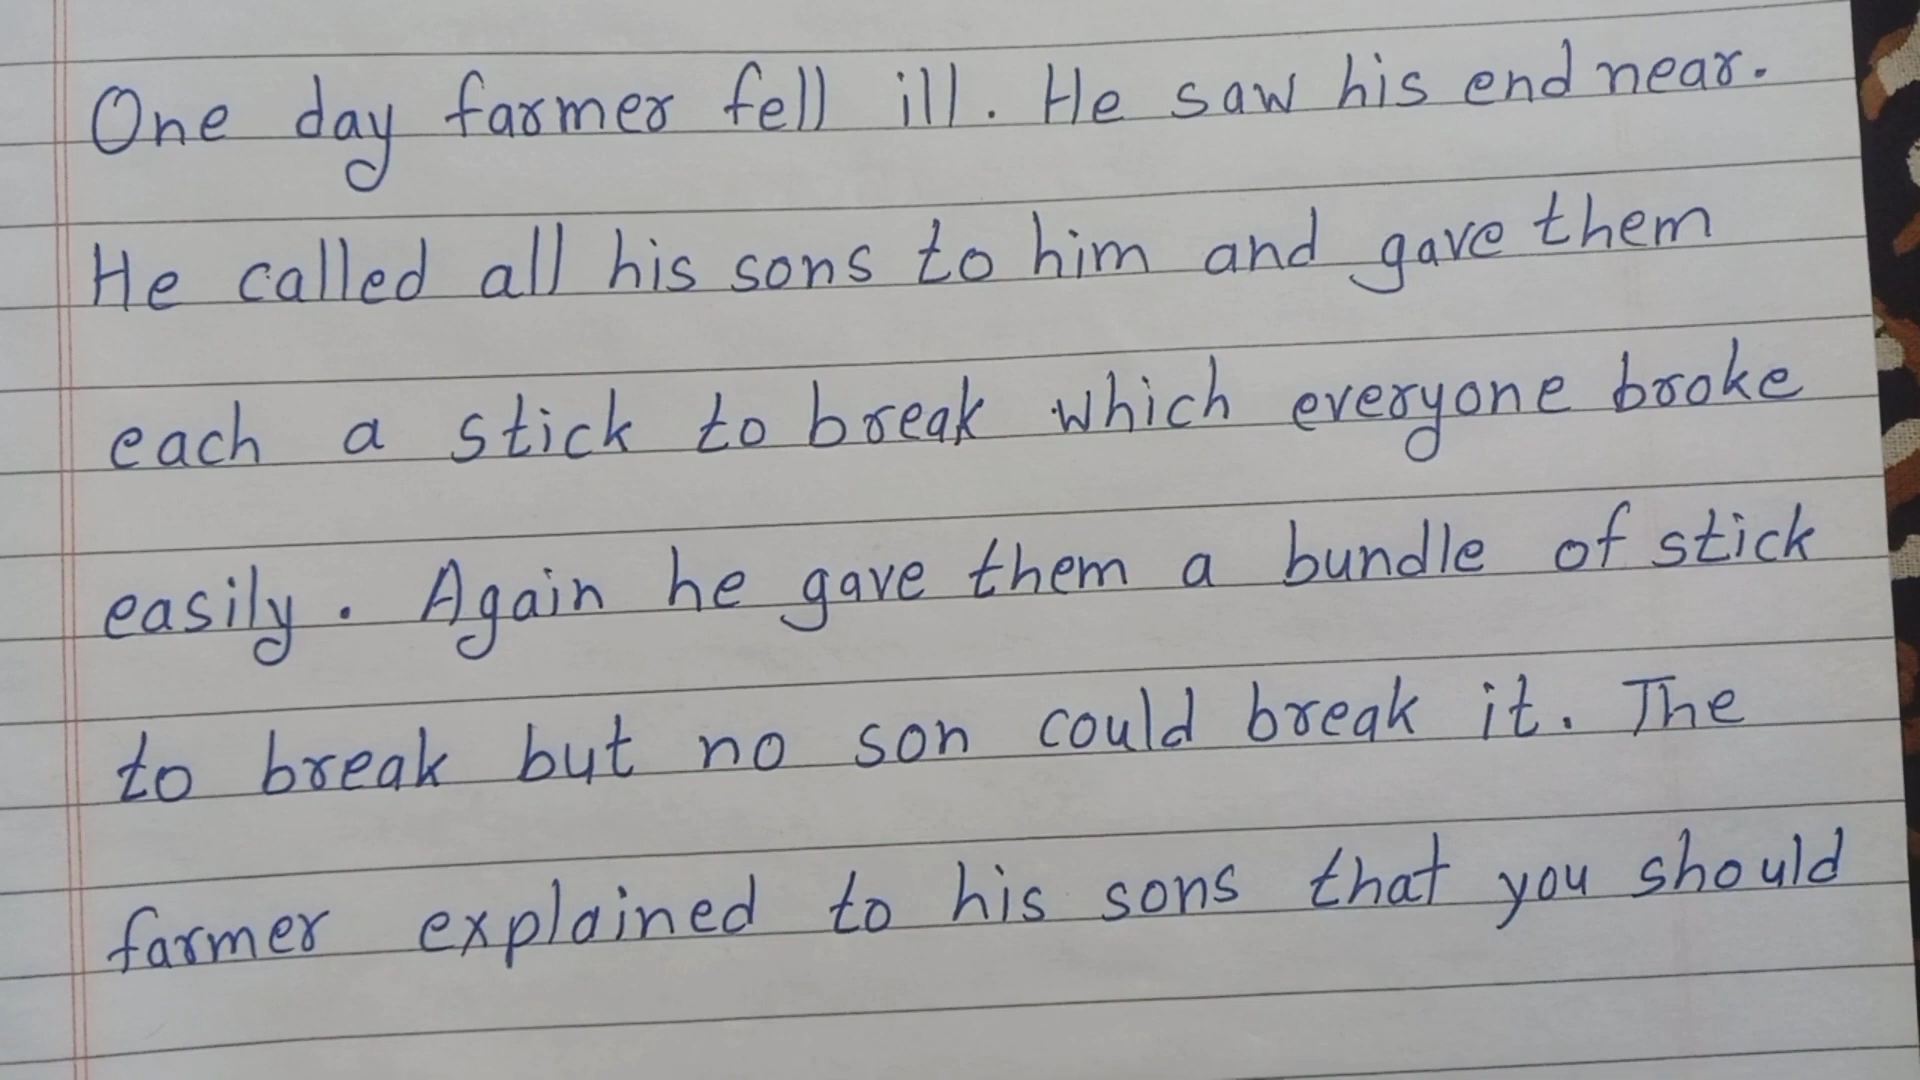 One day farmer fell ill. He saw his end near.
He called all his sons to him and gave them
each a stick to break which everyone broke
easily. Again he gave them a bundle of stick
to break but no son could break it. The
farmer explained to his sons that you should